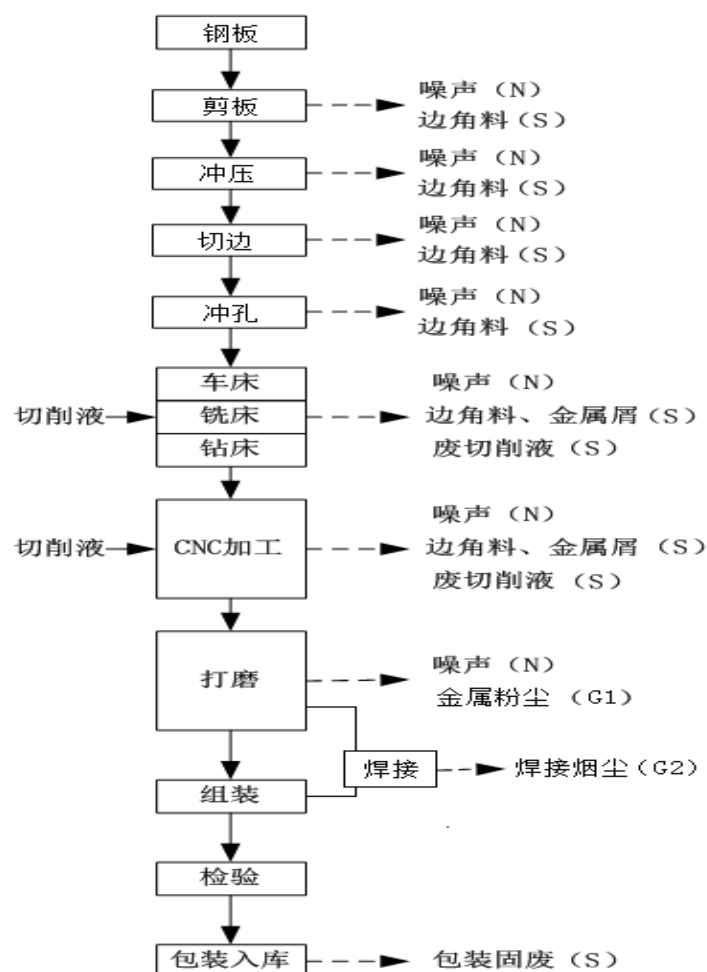 钢板
剪板
噪声（N）
边角料（S）
冲压
噪声（N）
边角料（S）
切边
噪声（N）
边角料（S）
冲孔
噪声（N）
边角料（S）
车床
噪声（N）
切削液
铣床
边角料、金属屑（S）
钻床
废切削液（S）
噪声（N）
切削液
CNC加工
边角料、金属屑（S）
废切削液（S）
打磨
噪声（N）
金属粉尘（G1）
焊接
焊接烟尘（G2）
组装
检验
包装入库
包装固废（S）